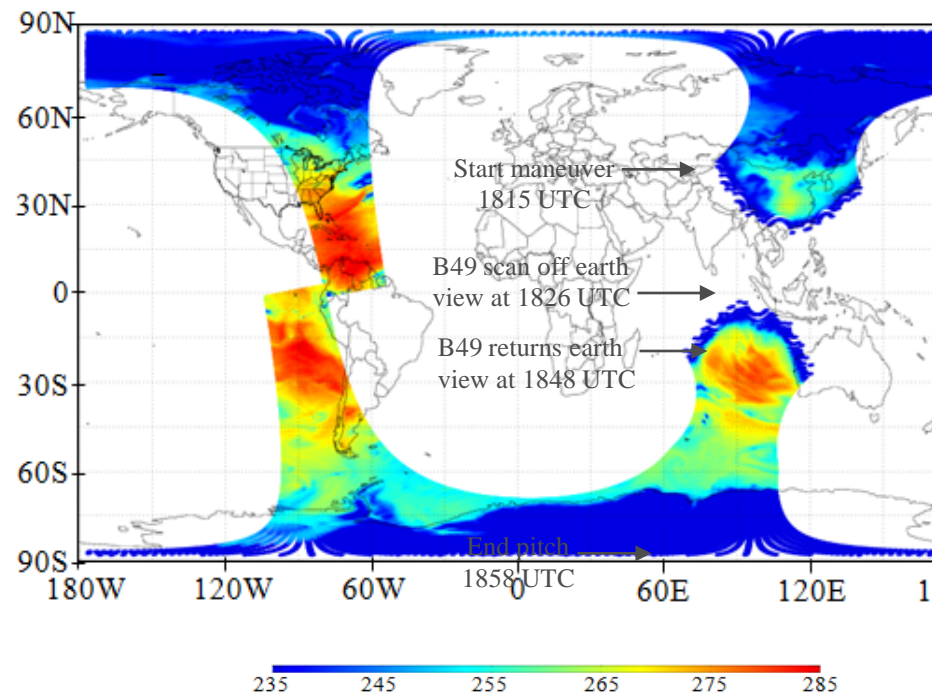 90N
60N
Start maneuver
1815 UTC
30N
B49 scan off earth
view at 1826 UTC
0
B49 returns earth
view at 1848 UTC
30S
60S
End pitch
1858 UTC
90S
180W 120W 60W 0 60E 120E 1
235 245 255 265 275 285